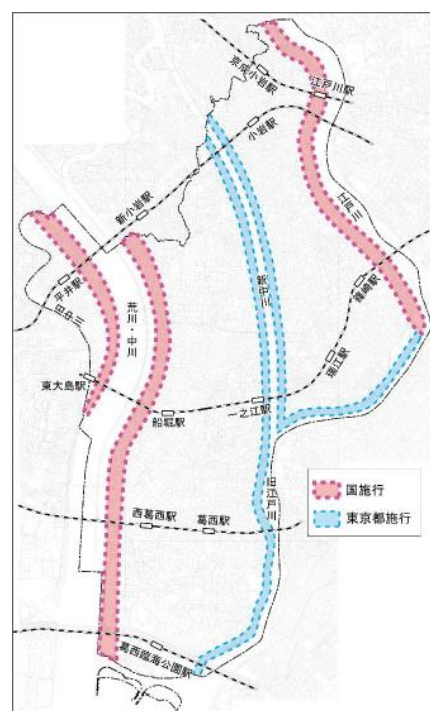 京成小岩駅
江戸川駅
小岩駅
新小岩駅
江戸川
平井駅
旧中川
荒川・中川
新中川
篠崎駅
瑞江駅
東大島駅
船堀駅
一之江駅
旧江戸川
国施行
東京都施行
西葛西駅
葛西駅
葛西臨海公園駅